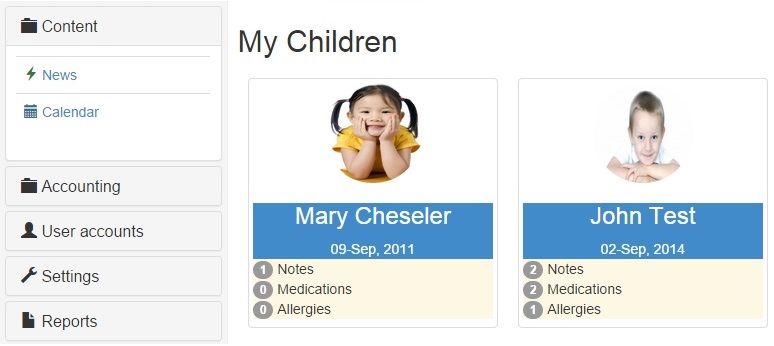 Content
News
Calendar
Accounting
User accounts
Settings
Reports
My Children
Mary Cheseler
09-Sep, 2011
1 Notes
0 Medications
0 Allergies
John Test
02-Sep, 2014
2 Notes
2 Medications
1 Allergies